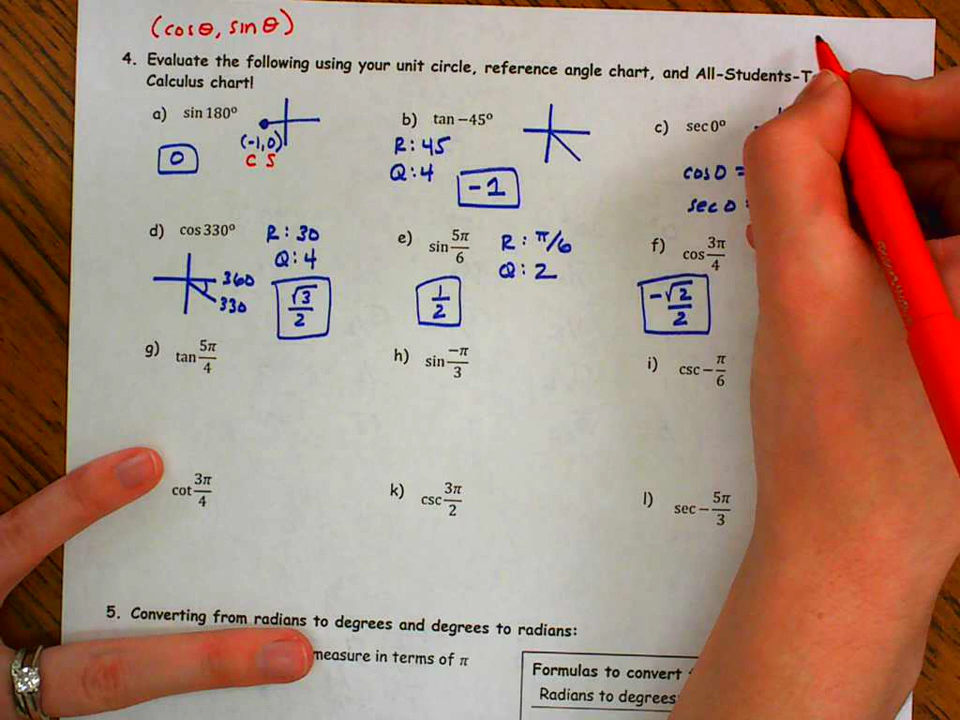 (cosθ, sinθ)
4. Evaluate the following using your unit circle, reference angle chart, and All-Students-T
Calculus chart!
a) sin 180°
(-1,0)
C S
0
b) tan −45°
R: 45
Q: 4
-1
c) sec 0°
cos 0 =
sec 0
d) cos 330°
R: 30
Q: 4
360
330
√3/2
e) sin 5π/6
R: π/6
Q: 2
1/2
f) cos 3π/4
-√2/2
g) tan 5π/4
h) sin −π/3
i) csc − π/6
cot 3π/4
k) csc 3π/2
l) sec − 5π/3
5. Converting from radians to degrees and degrees to radians:
measure in terms of π
Formulas to convert
Radians to degrees